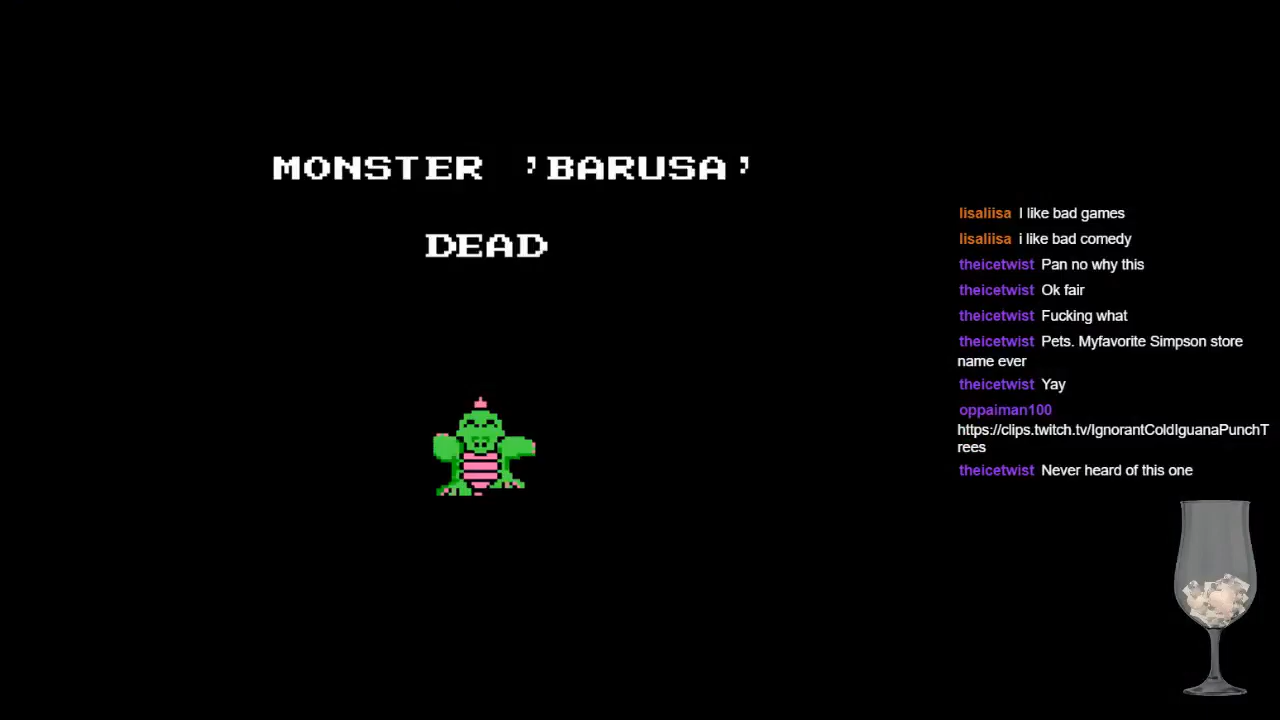 MONSTER 'BARUSA'
DEAD
lisaliisa I like bad games
lisaliisa i like bad comedy
theicetwist Pan no why this
theicetwist Ok fair
theicetwist Fucking what
theicetwist Pets. Myfavorite Simpson store
name ever
theicetwist Yay
oppaiman100
https://clips.twitch.tv/IgnorantColdIguanaPunchT
rees
theicetwist Never heard of this one